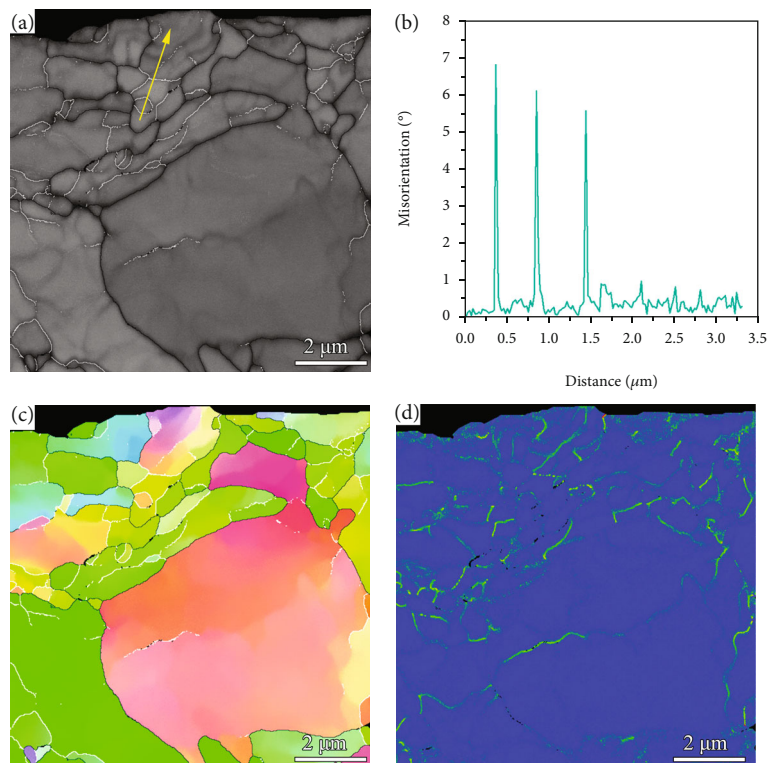 (a)
2 μm
(b)
8
7
6
5
4
3
2
1
0
Misorientation (°)
0.0 0.5 1.0 1.5 2.0 2.5 3.0 3.5
Distance (μm)
(c)
2 μm
(d)
2 μm